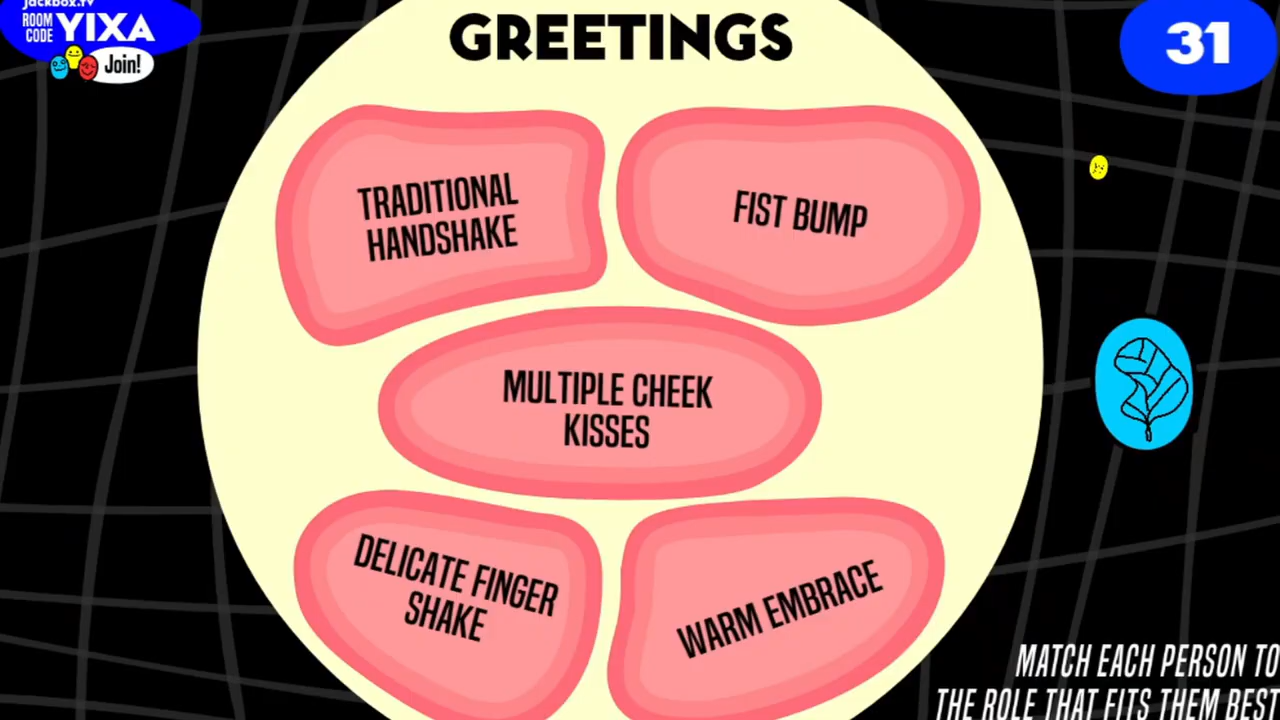 jackbox.tv
ROOM
CODE
YIXA
Join!
GREETINGS
31
TRADITIONAL
HANDSHAKE
FIST BUMP
MULTIPLE CHEEK
KISSES
DELICATE FINGER
SHAKE
WARM EMBRACE
MATCH EACH PERSON TO
THE ROLE THAT FITS THEM BEST